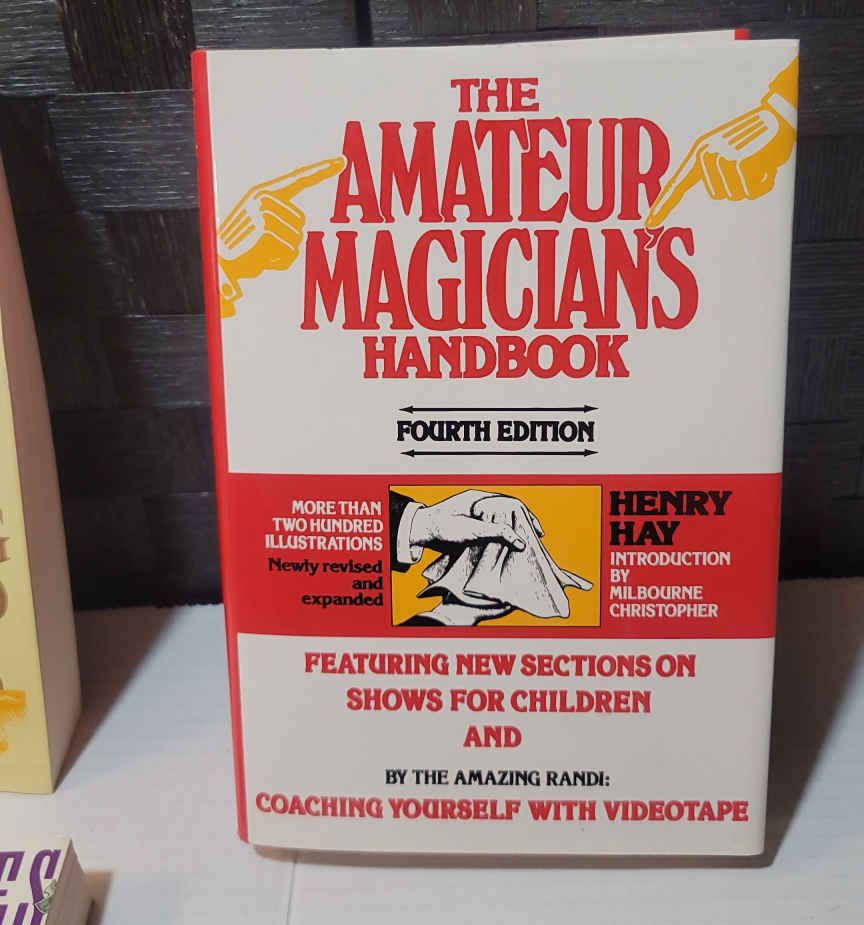 THE
AMATEUR
MAGICIAN'S
HANDBOOK
FOURTH EDITION
MORE THAN
TWO HUNDRED
ILLUSTRATIONS
Newly revised
and
expanded
HENRY
HAY
INTRODUCTION
BY
MILBOURNE
CHRISTOPHER
FEATURING NEW SECTIONS ON
SHOWS FOR CHILDREN
AND
BY THE AMAZING RANDI:
COACHING YOURSELF WITH VIDEOTAPE